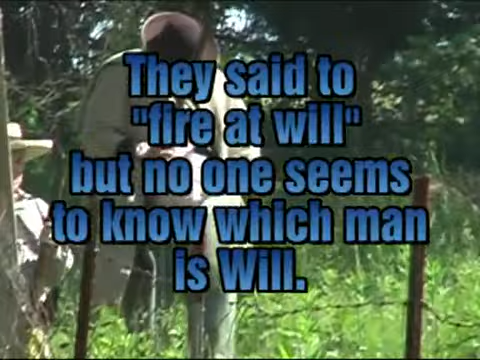 They said to
"fire at will"
but no one seems
to know which man
is Will.